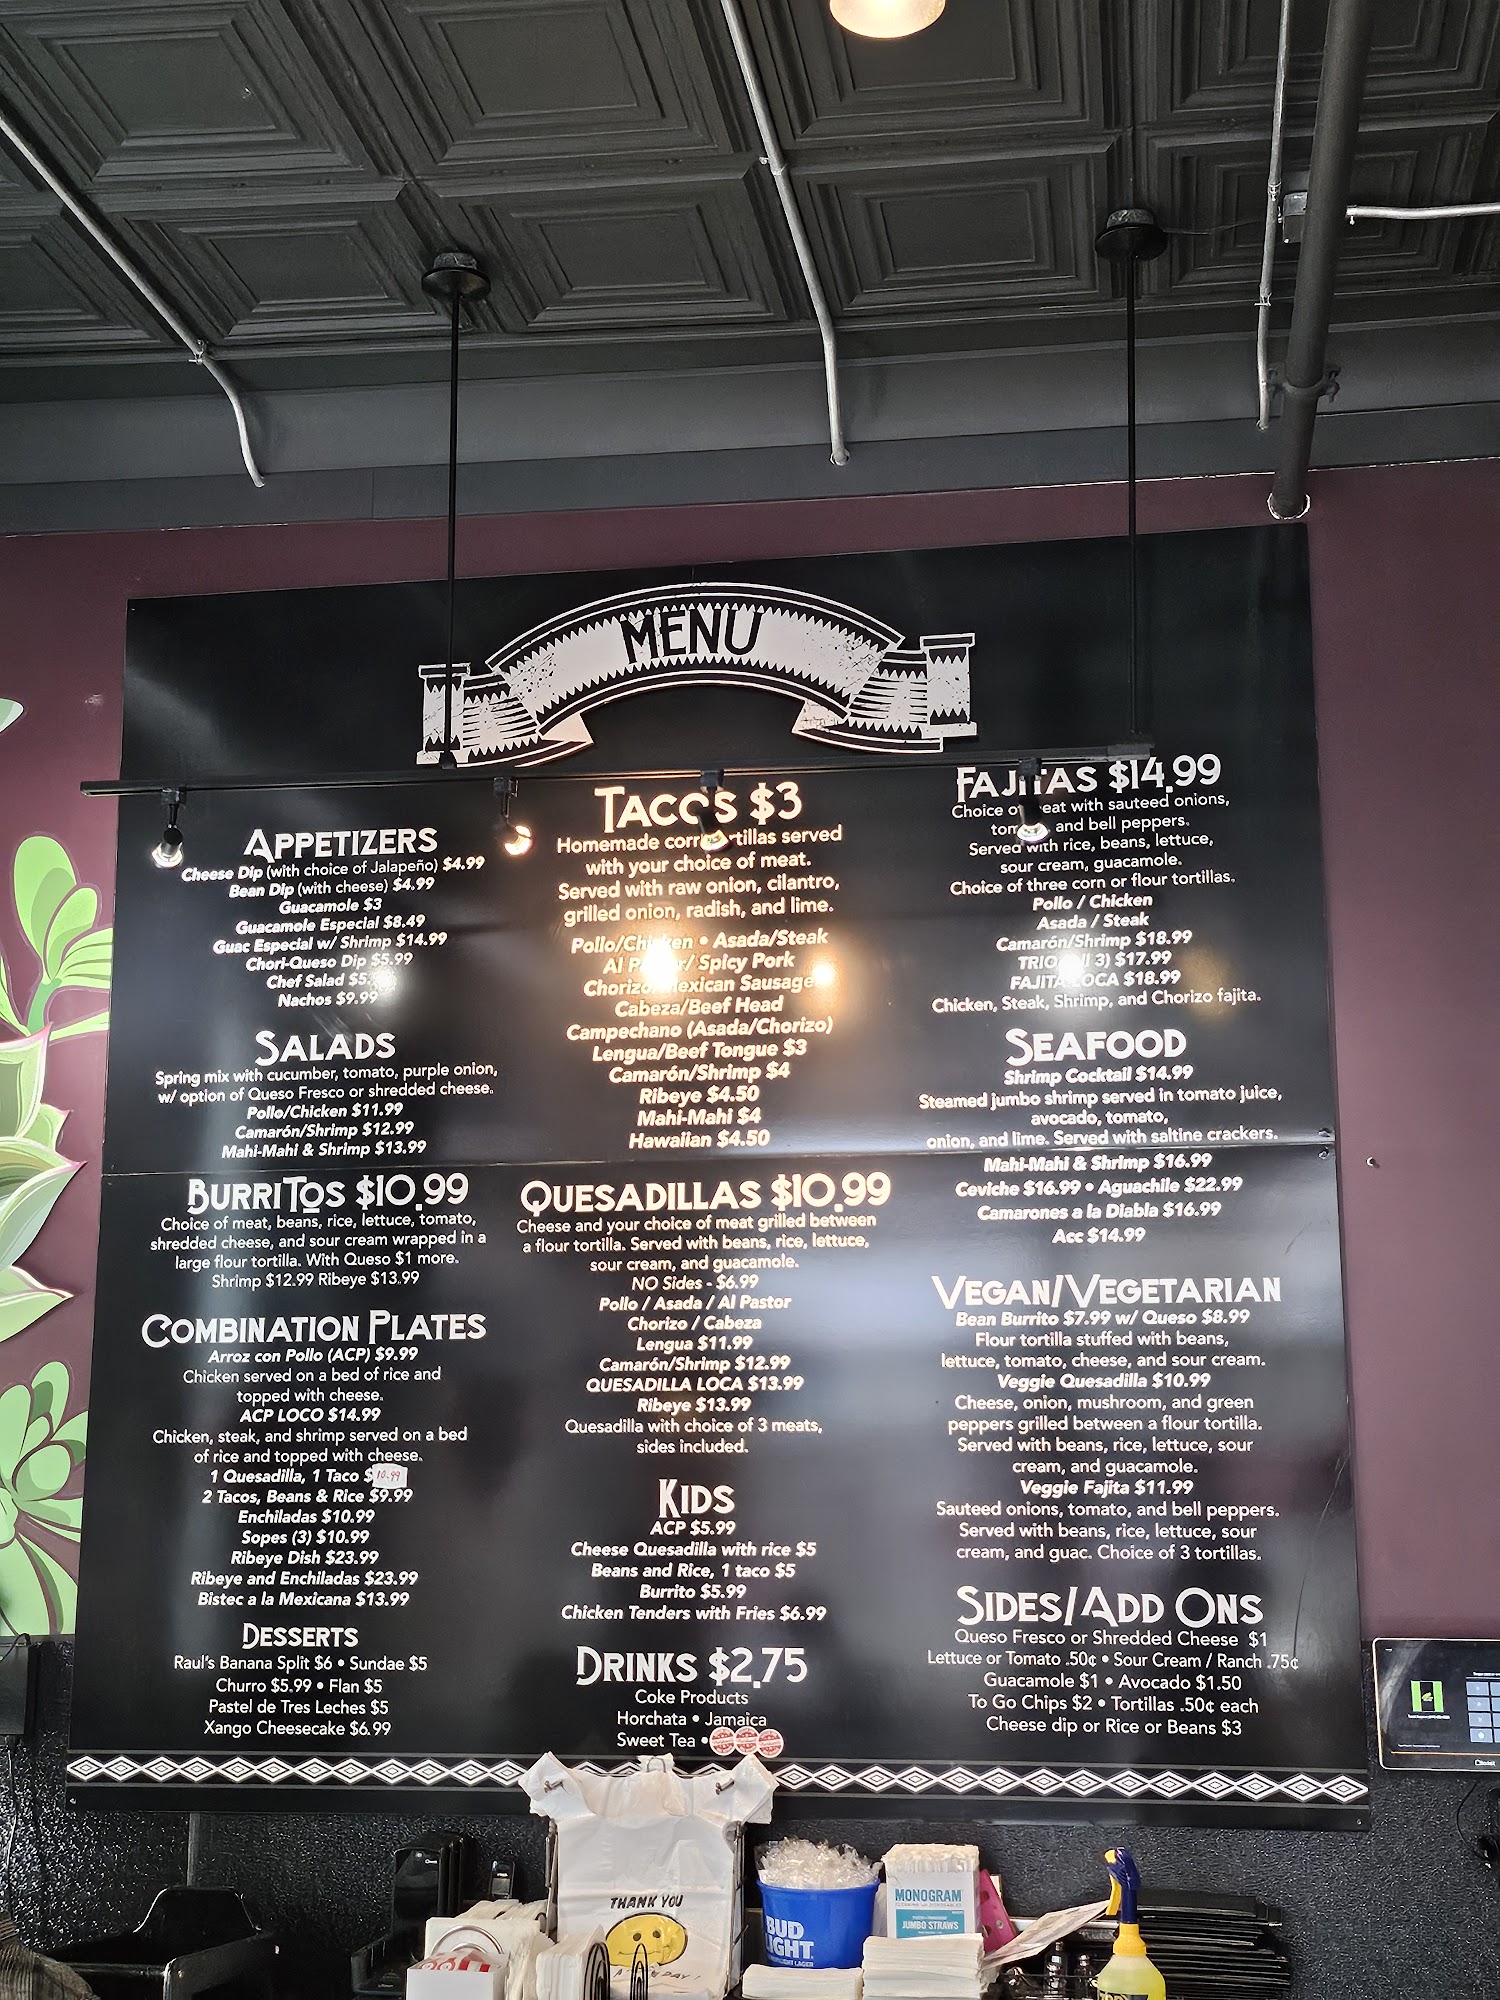 MENU
APPETIZERS
Cheese Dip (with choice of Jalapeño) $4.99
Bean Dip (with cheese) $4.99
Guacamole $3
Guacamole Especial $8.49
Guac Especial w/ Shrimp $14.99
Chori-Queso Dip $5.99
Chef Salad $5.
Nachos $9.99
SALADS
Spring mix with cucumber, tomato, purple onion,
w/ option of Queso Fresco or shredded cheese.
Pollo/Chicken $11.99
Camarón/Shrimp $12.99
Mahi-Mahi & Shrimp $13.99
BURRITOS $10.99
Choice of meat, beans, rice, lettuce, tomato,
shredded cheese, and sour cream wrapped in a
large flour tortilla. With Queso $1 more.
Shrimp $12.99 Ribeye $13.99
COMBINATION PLATES
Arroz con Pollo (ACP) $9.99
Chicken served on a bed of rice and
topped with cheese.
ACP LOCO $14.99
Chicken, steak, and shrimp served on a bed
of rice and topped with cheese.
1 Quesadilla, 1 Taco $10.99
2 Tacos, Beans & Rice $9.99
Enchiladas $10.99
Sopes (3) $10.99
Ribeye Dish $23.99
Ribeye and Enchiladas $23.99
Bistec a la Mexicana $13.99
DESSERTS
Raul's Banana Split $6 • Sundae $5
Churro $5.99 • Flan $5
Pastel de Tres Leches $5
Xango Cheesecake $6.99
TACOS $3
Homemade corn tortillas served
with your choice of meat.
Served with raw onion, cilantro,
grilled onion, radish, and lime.
Pollo/Chicken • Asada/Steak
Al Pastor/ Spicy Pork
Chorizo/Mexican Sausage
Cabeza/Beef Head
Campechano (Asada/Chorizo)
Lengua/Beef Tongue $3
Camarón/Shrimp $4
Ribeye $4.50
Mahi-Mahi $4
Hawaiian $4.50
QUESADILLAS $10.99
Cheese and your choice of meat grilled between
a flour tortilla. Served with beans, rice, lettuce,
sour cream, and guacamole.
NO Sides - $6.99
Pollo / Asada / Al Pastor
Chorizo / Cabeza
Lengua $11.99
Camarón/Shrimp $12.99
QUESADILLA LOCA $13.99
Ribeye $13.99
Quesadilla with choice of 3 meats,
sides included.
KIDS
ACP $5.99
Cheese Quesadilla with rice $5
Beans and Rice, 1 taco $5
Burrito $5.99
Chicken Tenders with Fries $6.99
DRINKS $2.75
Coke Products
Horchata • Jamaica
Sweet Tea •
FAJITAS $14.99
Choice of meat with sauteed onions,
tomato, and bell peppers.
Served with rice, beans, lettuce,
sour cream, guacamole.
Choice of three corn or flour tortillas.
Pollo / Chicken
Asada / Steak
Camarón/Shrimp $18.99
TRIO (All 3) $17.99
FAJITA LOCA $18.99
Chicken, Steak, Shrimp, and Chorizo fajita.
SEAFOOD
Shrimp Cocktail $14.99
Steamed jumbo shrimp served in tomato juice,
avocado, tomato,
onion, and lime. Served with saltine crackers.
Mahi-Mahi & Shrimp $16.99
Ceviche $16.99 • Aguachile $22.99
Camarones a la Diabla $16.99
Acc $14.99
VEGAN/VEGETARIAN
Bean Burrito $7.99 w/ Queso $8.99
Flour tortilla stuffed with beans,
lettuce, tomato, cheese, and sour cream.
Veggie Quesadilla $10.99
Cheese, onion, mushroom, and green
peppers grilled between a flour tortilla.
Served with beans, rice, lettuce, sour
cream, and guacamole.
Veggie Fajita $11.99
Sauteed onions, tomato, and bell peppers.
Served with beans, rice, lettuce, sour
cream, and guac. Choice of 3 tortillas.
SIDES/ADD ONS
Queso Fresco or Shredded Cheese $1
Lettuce or Tomato .50¢ • Sour Cream / Ranch .75¢
Guacamole $1 • Avocado $1.50
To Go Chips $2 • Tortillas .50¢ each
Cheese dip or Rice or Beans $3
THANK YOU
BUD
LIGHT
MONOGRAM
JUMBO STRAWS